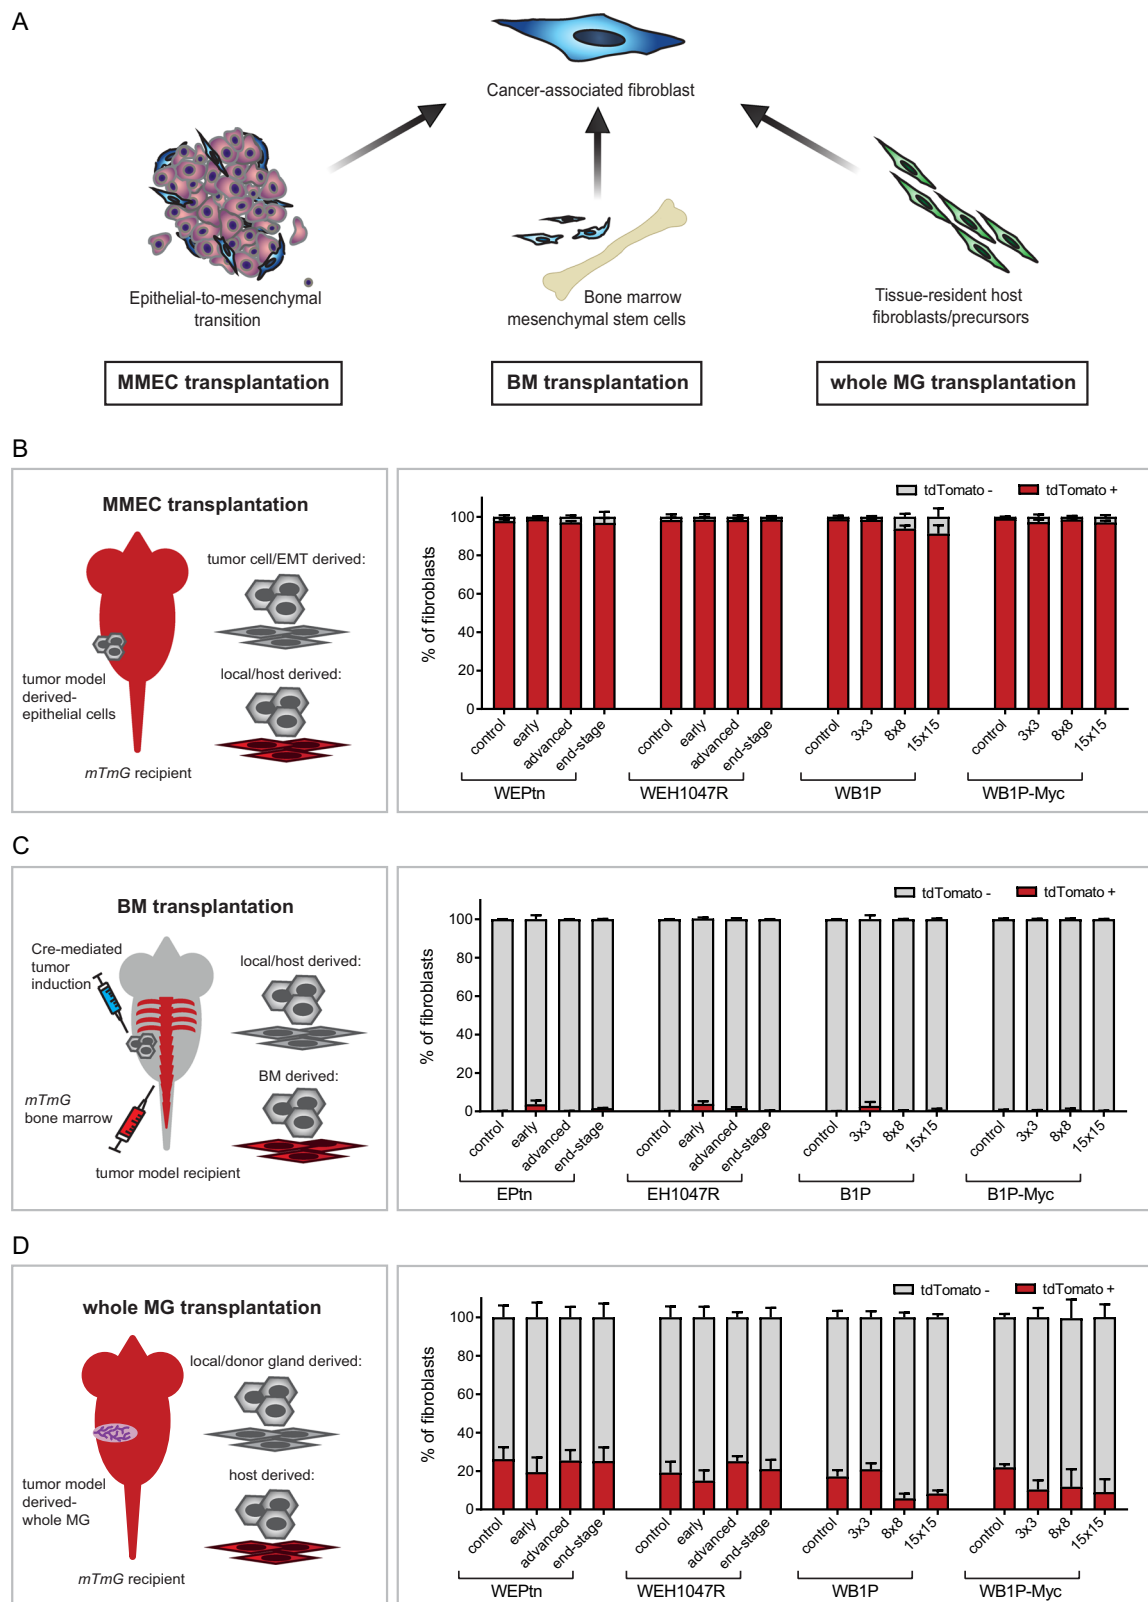 A
Cancer-associated fibroblast
Epithelial-to-mesenchymal
transition
Bone marrow
mesenchymal stem cells
Tissue-resident host
fibroblasts/precursors
MMEC transplantation
BM transplantation
whole MG transplantation
B
MMEC transplantation
tumor cell/EMT derived:
local/host derived:
tumor model
derived-
epithelial cells
mTmG recipient
tdTomato -
tdTomato +
% of fibroblasts
100
80
60
40
20
0
control
early
advanced
end-stage
control
early
advanced
end-stage
control
3x3
8x8
15x15
control
3x3
8x8
15x15
WEPtn
WEH1047R
WB1P
WB1P-Myc
C
BM transplantation
Cre-mediated
tumor
induction
local/host derived:
BM derived:
mTmG
bone marrow
tumor model recipient
tdTomato -
tdTomato +
% of fibroblasts
100
80
60
40
20
0
control
early
advanced
end-stage
control
early
advanced
end-stage
control
3x3
8x8
15x15
control
3x3
8x8
15x15
EPtn
EH1047R
B1P
B1P-Myc
D
whole MG transplantation
local/donor gland derived:
host derived:
tumor model
derived-
whole MG
mTmG recipient
tdTomato -
tdTomato +
% of fibroblasts
100
80
60
40
20
0
control
early
advanced
end-stage
control
early
advanced
end-stage
control
3x3
8x8
15x15
control
3x3
8x8
15x15
WEPtn
WEH1047R
WB1P
WB1P-Myc